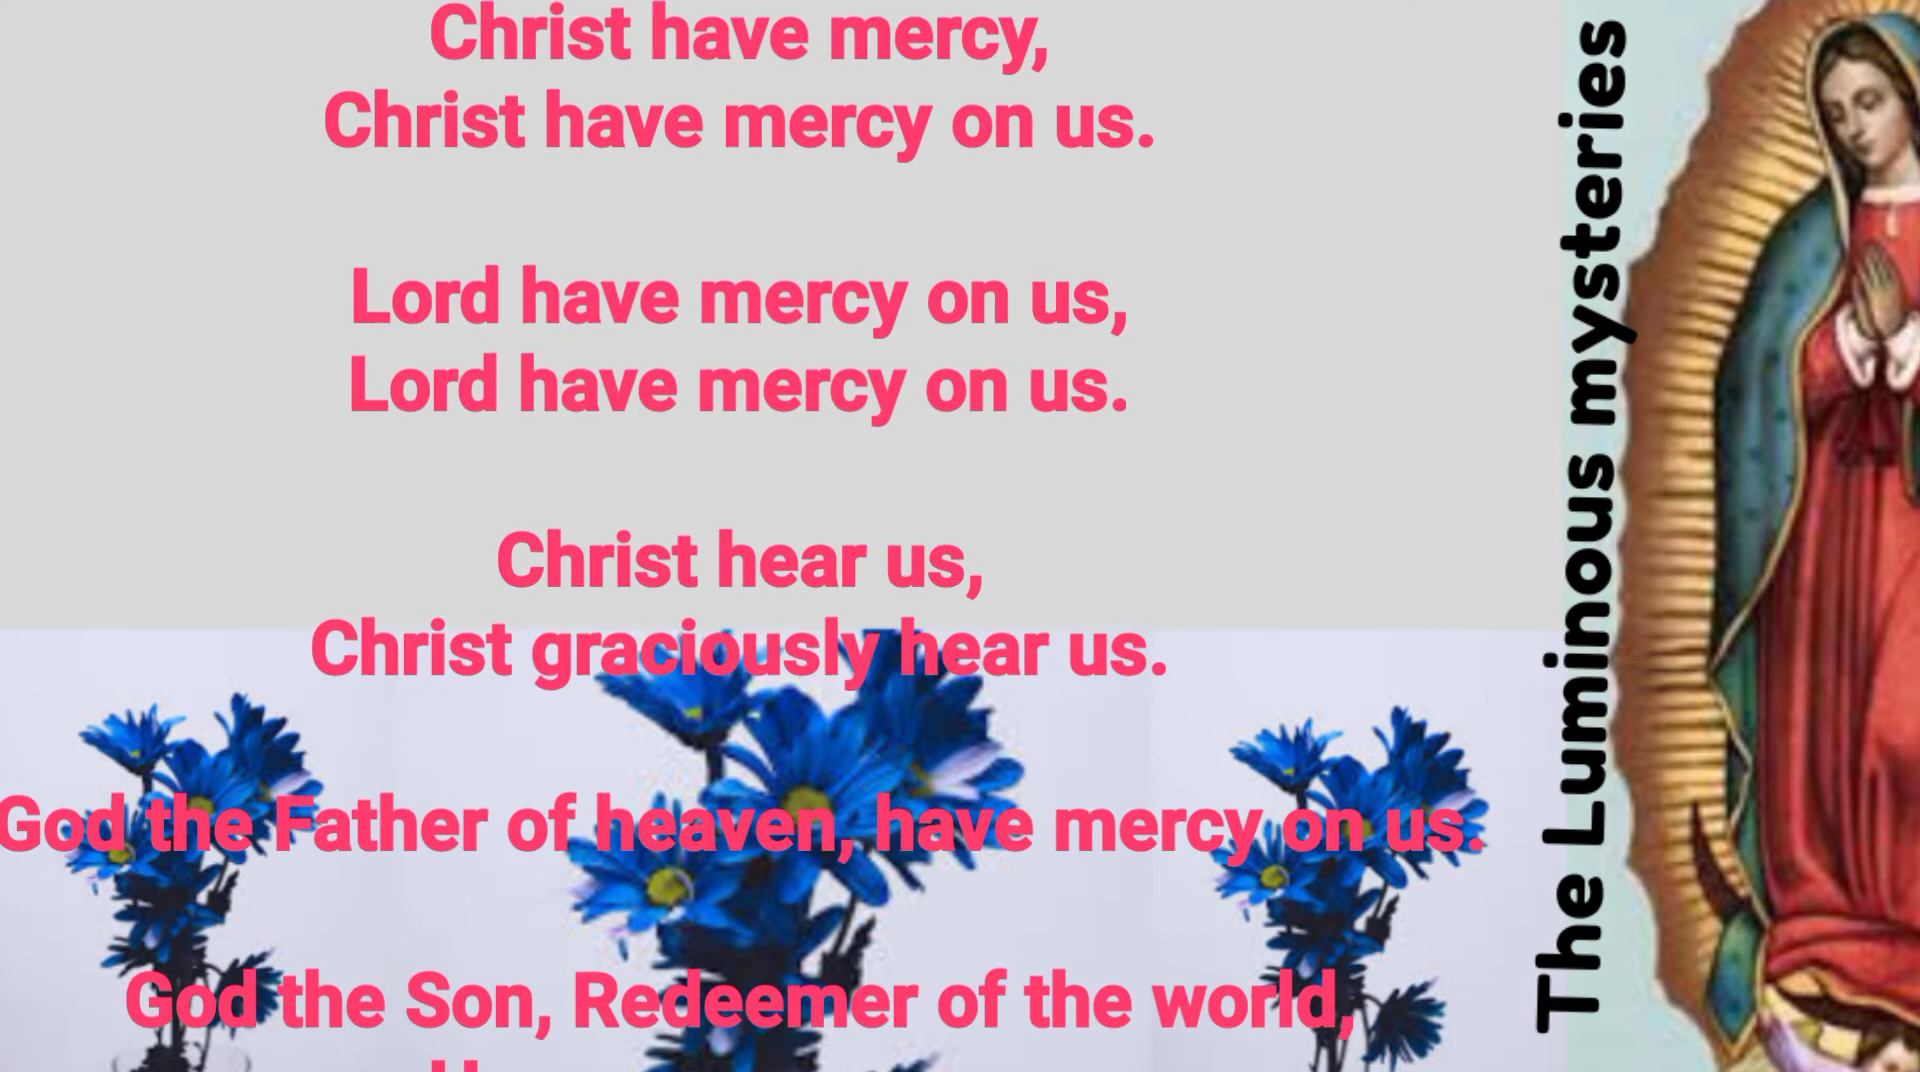 Christ have mercy,
Christ have mercy on us.
Lord have mercy on us,
Lord have mercy on us.
Christ hear us,
Christ graciously hear us.
God the Father of heaven, have mercy on us.
God the Son, Redeemer of the world,
The Luminous mysteries